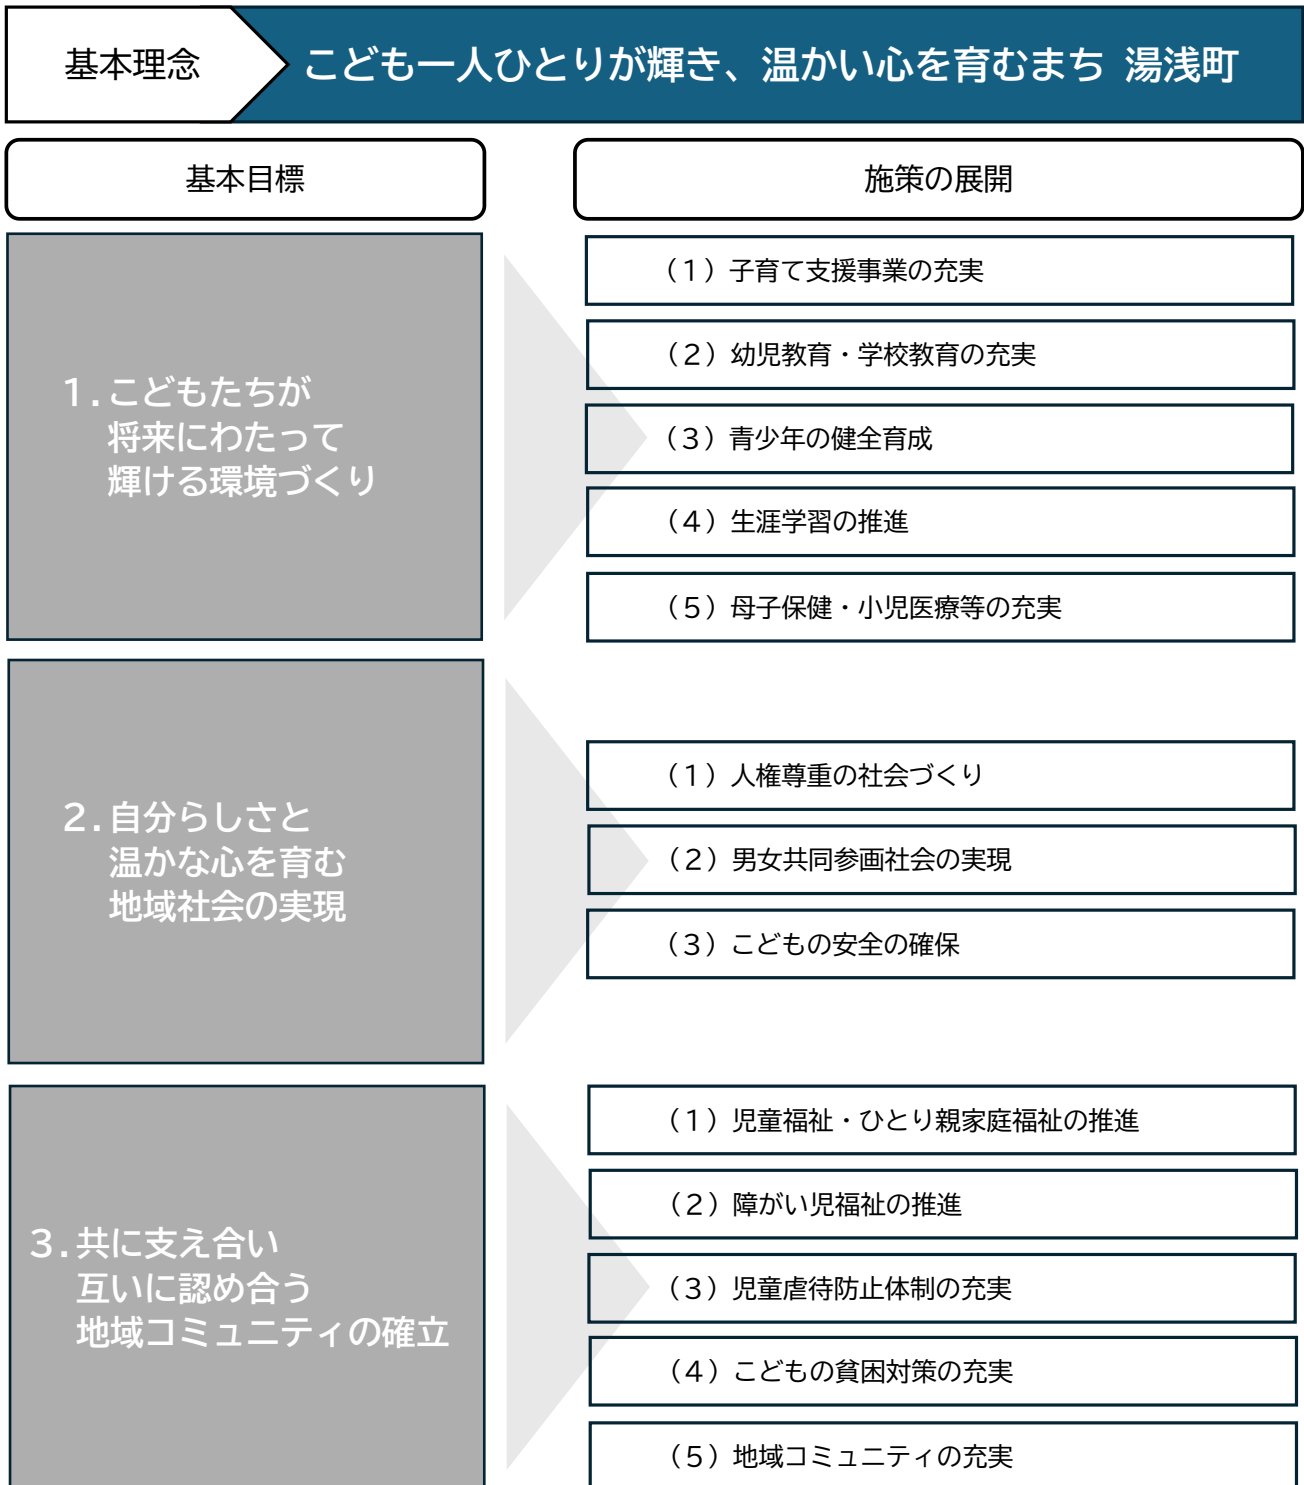 基本理念
こども一人ひとりが輝き、温かい心を育むまち 湯浅町
基本目標
施策の展開
1.こどもたちが
将来にわたって
輝ける環境づくり
（1）子育て支援事業の充実
（2）幼児教育・学校教育の充実
（3）青少年の健全育成
（4）生涯学習の推進
（5）母子保健・小児医療等の充実
2.自分らしさと
温かな心を育む
地域社会の実現
（1）人権尊重の社会づくり
（2）男女共同参画社会の実現
（3）こどもの安全の確保
3.共に支え合い
互いに認め合う
地域コミュニティの確立
（1）児童福祉・ひとり親家庭福祉の推進
（2）障がい児福祉の推進
（3）児童虐待防止体制の充実
（4）こどもの貧困対策の充実
（5）地域コミュニティの充実